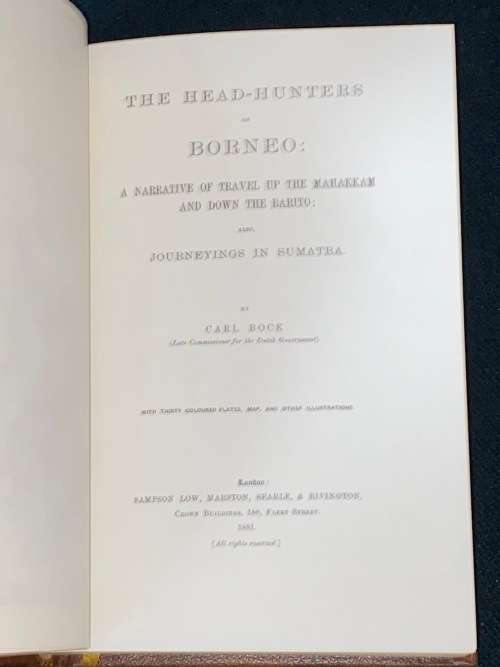 THE HEAD-HUNTERS
OF
BORNEO:
A NARRATIVE OF TRAVEL UP THE MAHAKKAM
AND DOWN THE BARITO;
ALSO,
JOURNEYINGS IN SUMATRA.
BY
CARL BOCK
(Late Commissioner for the Dutch Government)
WITH THIRTY COLOURED PLATES, MAP, AND OTHER ILLUSTRATIONS
London:
SAMPSON LOW, MARSTON, SEARLE, & RIVINGTON,
CROWN BUILDINGS, 188, FLEET STREET.
1881.
[All rights reserved.]